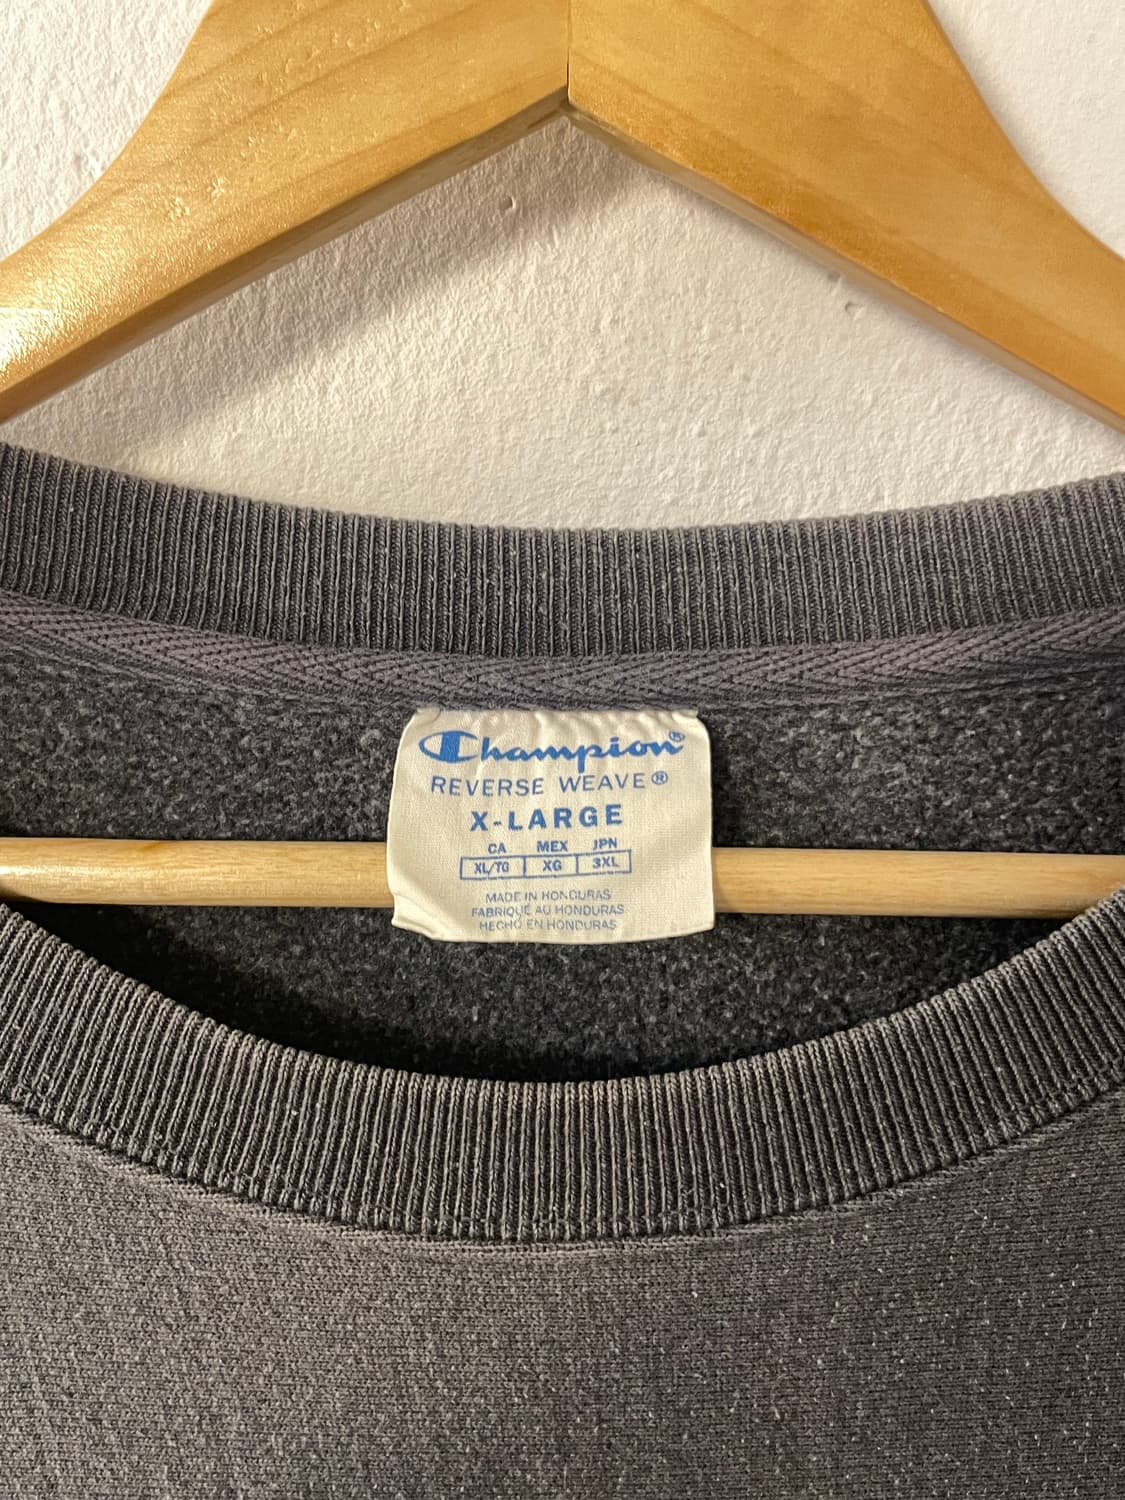 Champion®
REVERSE WEAVE®
X-LARGE
CA MEX JPN
XL/TG XG 3XL
MADE IN HONDURAS
FABRIQUÉ AU HONDURAS
HECHO EN HONDURAS